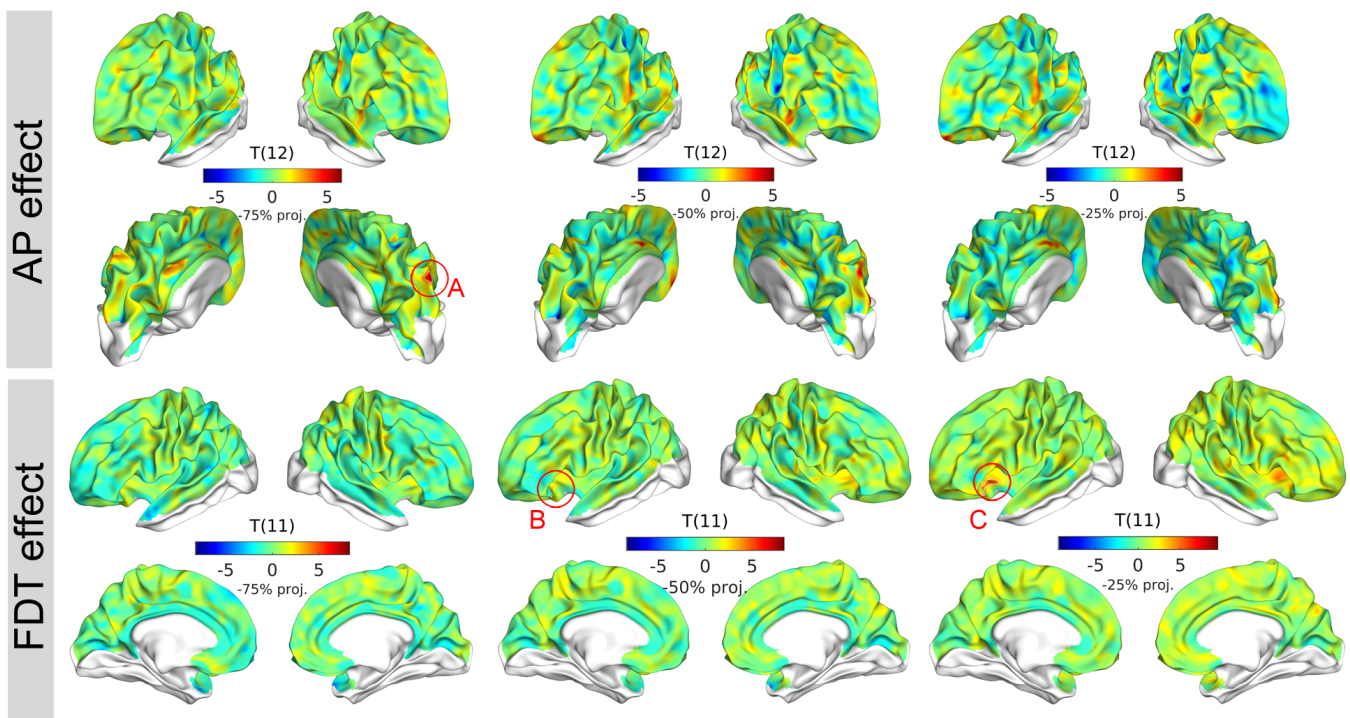 AP effect
T(12)
-5 0 5
-75% proj.
T(12)
-5 0 5
-50% proj.
T(12)
-5 0 5
-25% proj.
A
FDT effect
B
C
T(11)
-5 0 5
-75% proj.
T(11)
-5 0 5
-50% proj.
T(11)
-5 0 5
-25% proj.